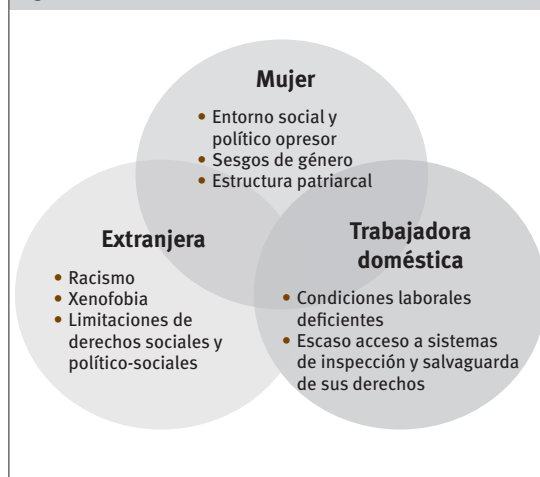 Mujer
• Entorno social y
político opresor
• Sesgos de género
• Estructura patriarcal
Extranjera
• Racismo
• Xenofobia
• Limitaciones de
derechos sociales y
político-sociales
Trabajadora
doméstica
• Condiciones laborales
deficientes
• Escaso acceso a sistemas
de inspección y salvaguarda
de sus derechos